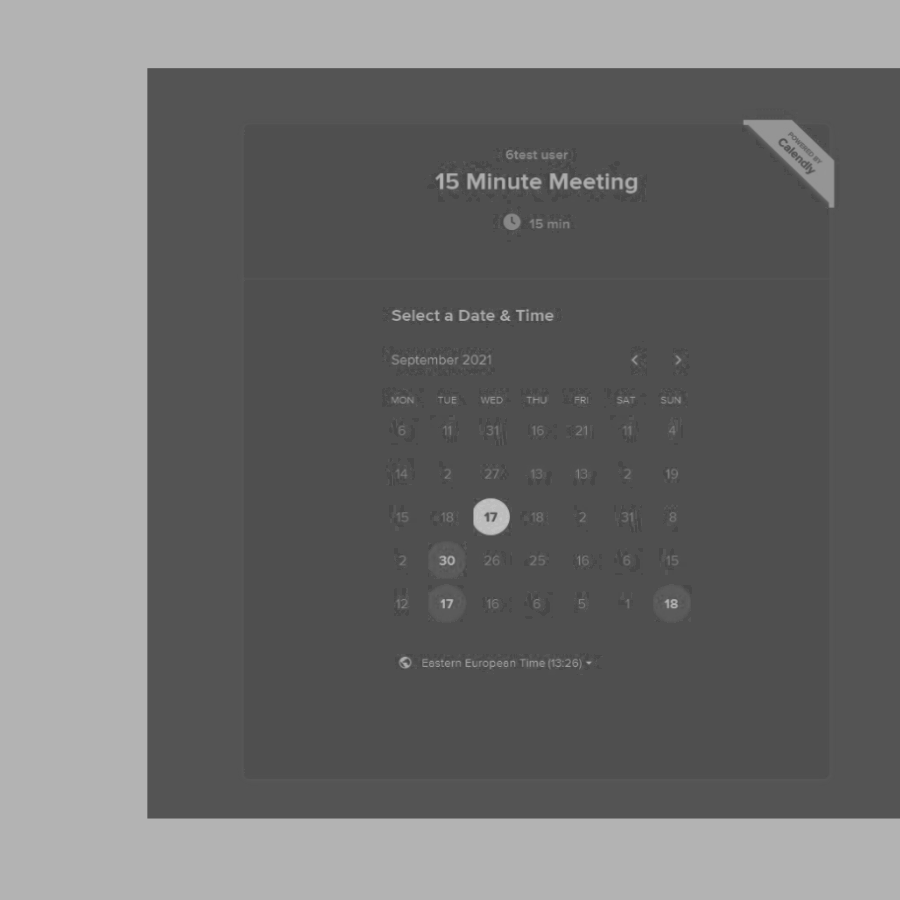 POWERED BY
Calendly
6test user
15 Minute Meeting
15 min
Select a Date & Time
September 2021
MON TUE WED THU FRI SAT SUN
6 11 31 16 21 11 4
14 2 27 13 13 2 19
15 18 17 18 2 31 8
2 30 26 25 16 6 15
12 17 16 6 5 1 18
Eastern European Time (13:26)